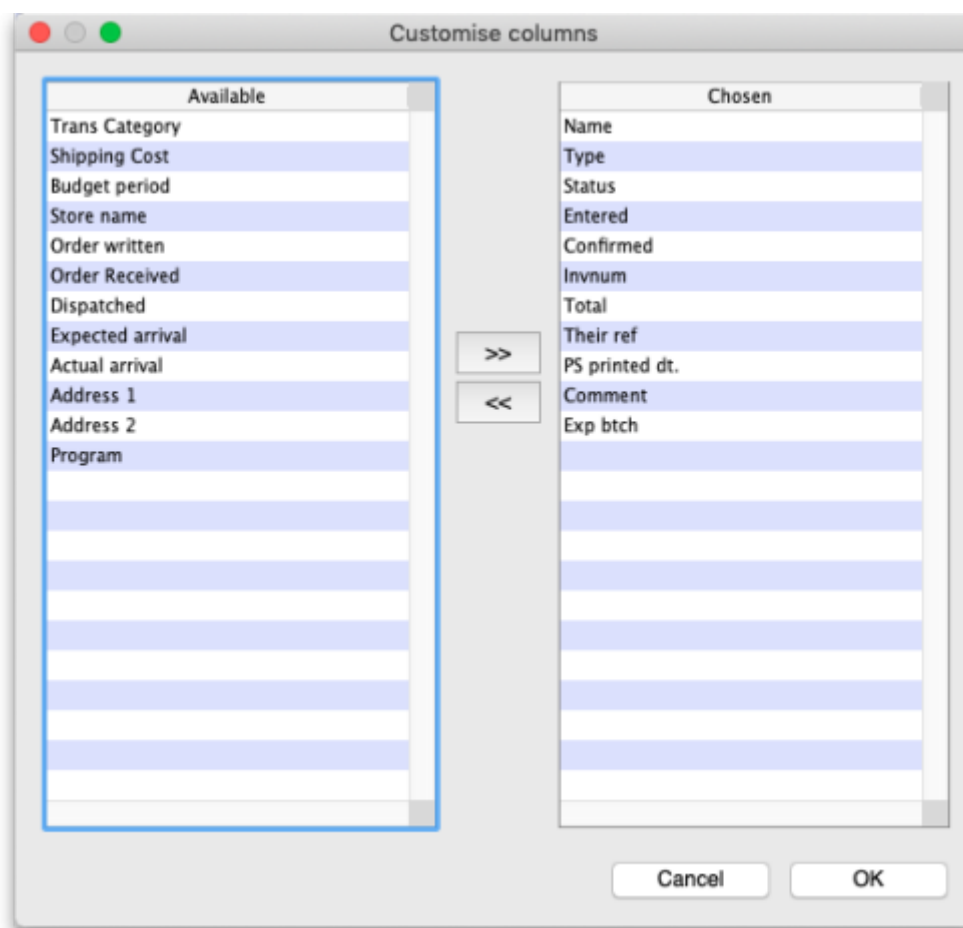 Customise columns
Available
Trans Category
Shipping Cost
Budget period
Store name
Order written
Order Received
Dispatched
Expected arrival
Actual arrival
Address 1
Address 2
Program
>>
<<
Chosen
Name
Type
Status
Entered
Confirmed
Invnum
Total
Their ref
PS printed dt.
Comment
Exp btch
Cancel
OK